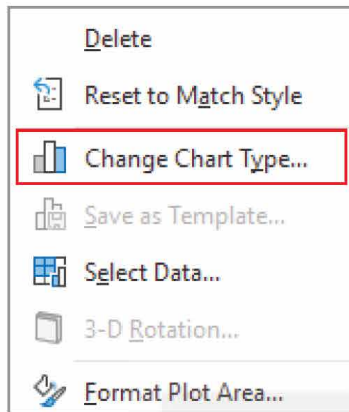 Delete
Reset to Match Style
Change Chart Type...
Save as Template...
Select Data...
3-D Rotation...
Format Plot Area...